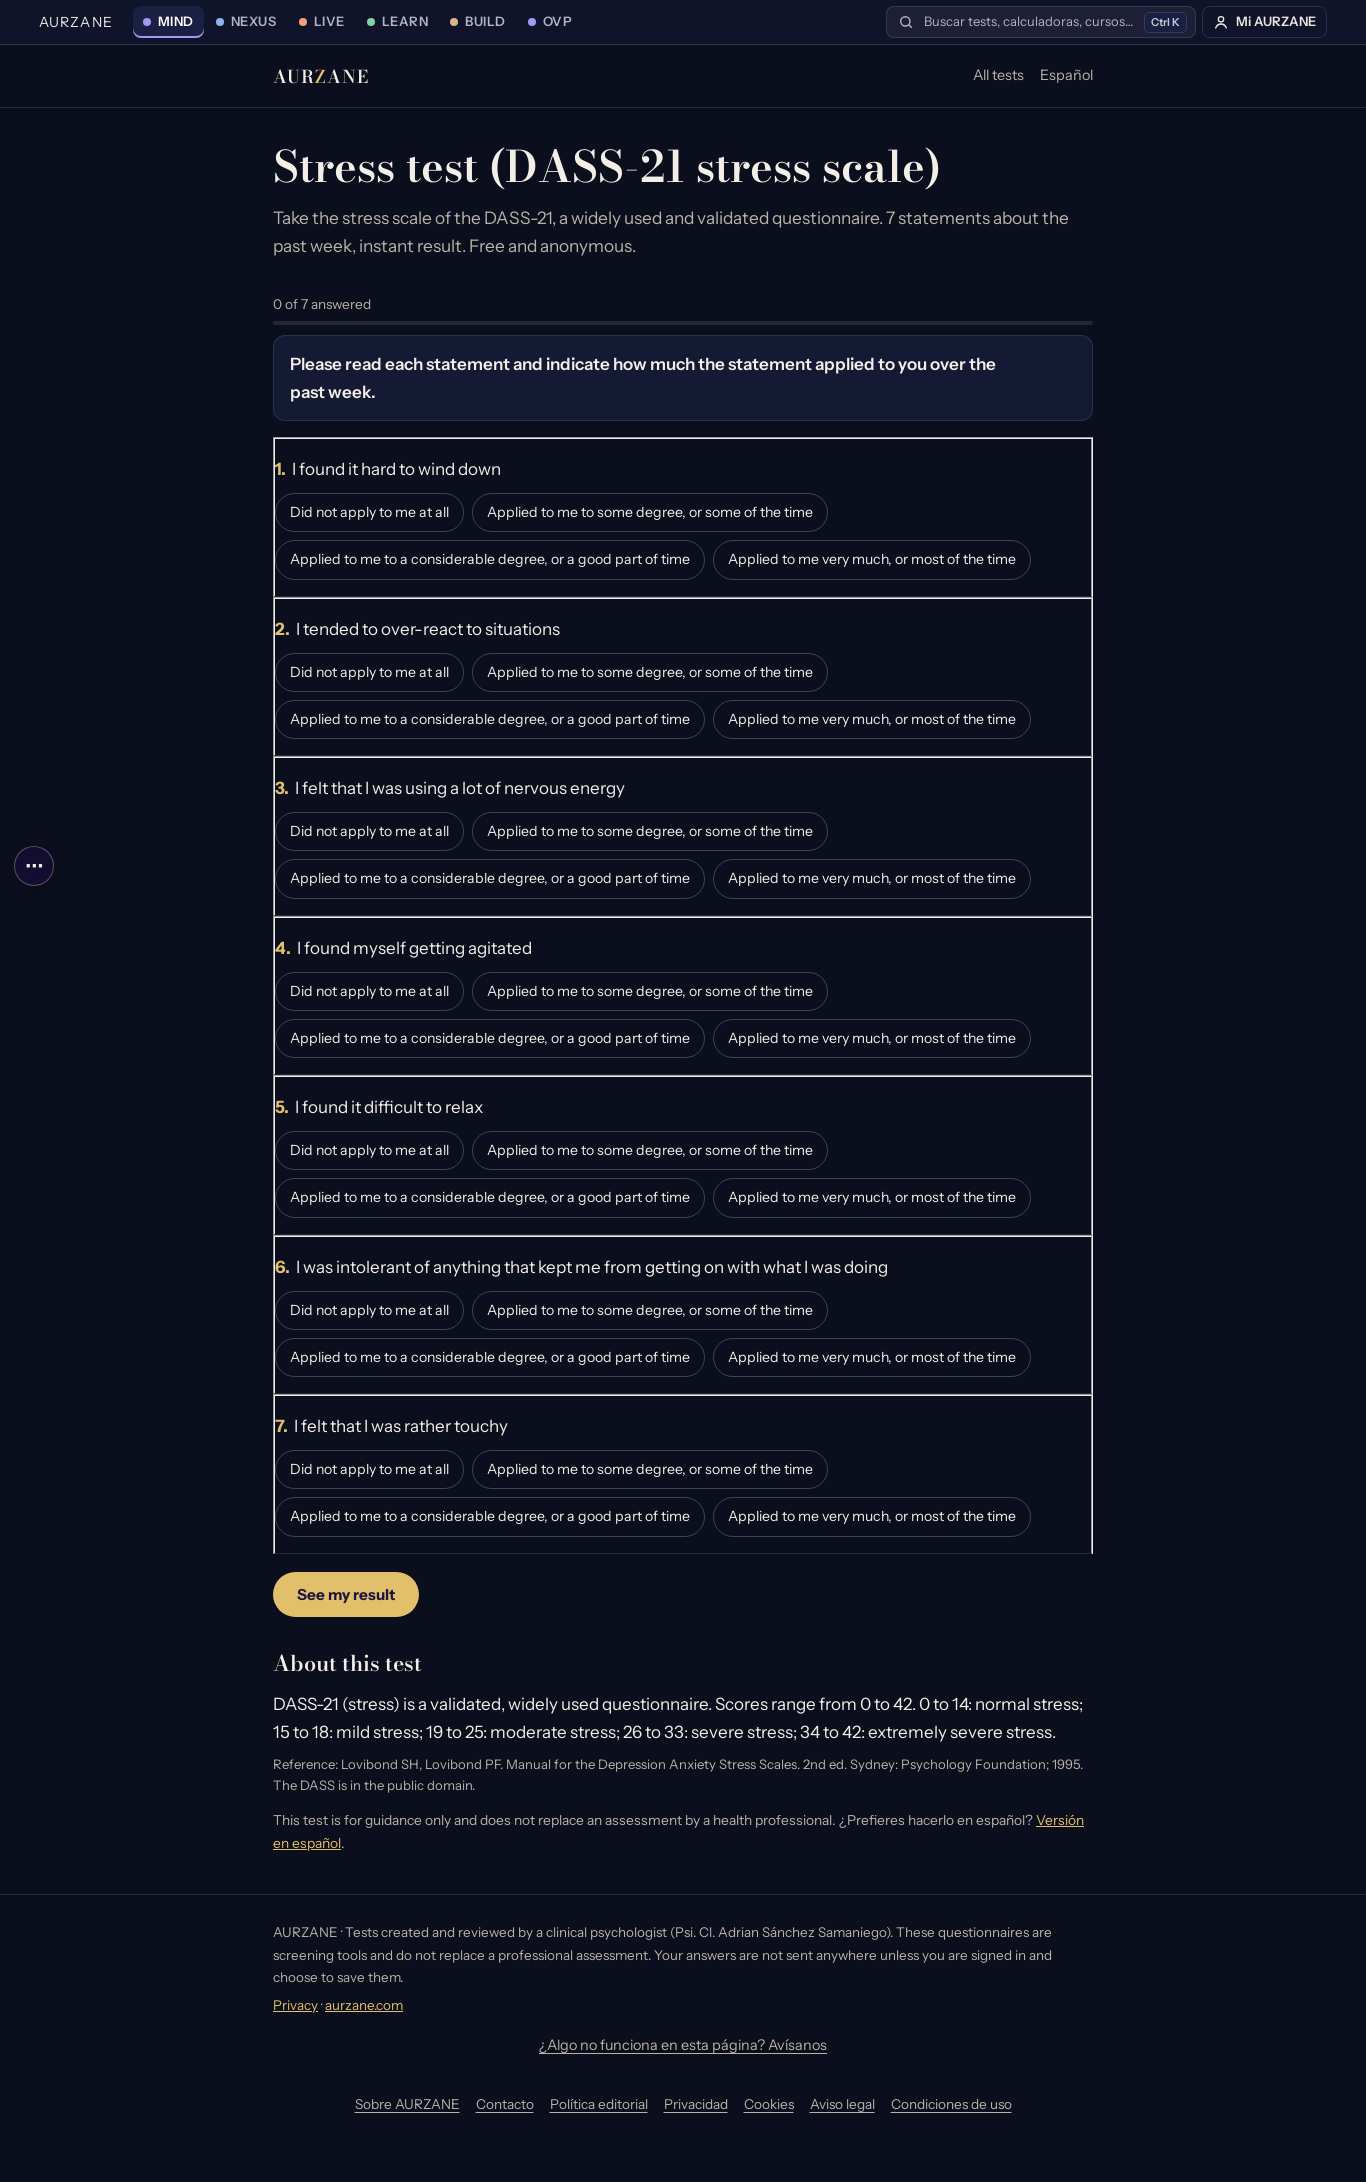 AURZANE MIND NEXUS LIVE LEARN BUILD OVP Buscar tests, calculadoras, cursos… Ctrl K Mi AURZANE
AURZANE All tests Español
Stress test (DASS-21 stress scale)
Take the stress scale of the DASS-21, a widely used and validated questionnaire. 7 statements about the
past week, instant result. Free and anonymous.
0 of 7 answered
Please read each statement and indicate how much the statement applied to you over the
past week.
1. I found it hard to wind down
Did not apply to me at all Applied to me to some degree, or some of the time
Applied to me to a considerable degree, or a good part of time Applied to me very much, or most of the time
2. I tended to over-react to situations
Did not apply to me at all Applied to me to some degree, or some of the time
Applied to me to a considerable degree, or a good part of time Applied to me very much, or most of the time
3. I felt that I was using a lot of nervous energy
Did not apply to me at all Applied to me to some degree, or some of the time
Applied to me to a considerable degree, or a good part of time Applied to me very much, or most of the time
4. I found myself getting agitated
Did not apply to me at all Applied to me to some degree, or some of the time
Applied to me to a considerable degree, or a good part of time Applied to me very much, or most of the time
5. I found it difficult to relax
Did not apply to me at all Applied to me to some degree, or some of the time
Applied to me to a considerable degree, or a good part of time Applied to me very much, or most of the time
6. I was intolerant of anything that kept me from getting on with what I was doing
Did not apply to me at all Applied to me to some degree, or some of the time
Applied to me to a considerable degree, or a good part of time Applied to me very much, or most of the time
7. I felt that I was rather touchy
Did not apply to me at all Applied to me to some degree, or some of the time
Applied to me to a considerable degree, or a good part of time Applied to me very much, or most of the time
See my result
About this test
DASS-21 (stress) is a validated, widely used questionnaire. Scores range from 0 to 42. 0 to 14: normal stress;
15 to 18: mild stress; 19 to 25: moderate stress; 26 to 33: severe stress; 34 to 42: extremely severe stress.
Reference: Lovibond SH, Lovibond PF. Manual for the Depression Anxiety Stress Scales. 2nd ed. Sydney: Psychology Foundation; 1995.
The DASS is in the public domain.
This test is for guidance only and does not replace an assessment by a health professional. ¿Prefieres hacerlo en español? Versión
en español.
AURZANE · Tests created and reviewed by a clinical psychologist (Psi. Cl. Adrian Sánchez Samaniego). These questionnaires are
screening tools and do not replace a professional assessment. Your answers are not sent anywhere unless you are signed in and
choose to save them.
Privacy · aurzane.com
¿Algo no funciona en esta página? Avísanos
Sobre AURZANE Contacto Política editorial Privacidad Cookies Aviso legal Condiciones de uso